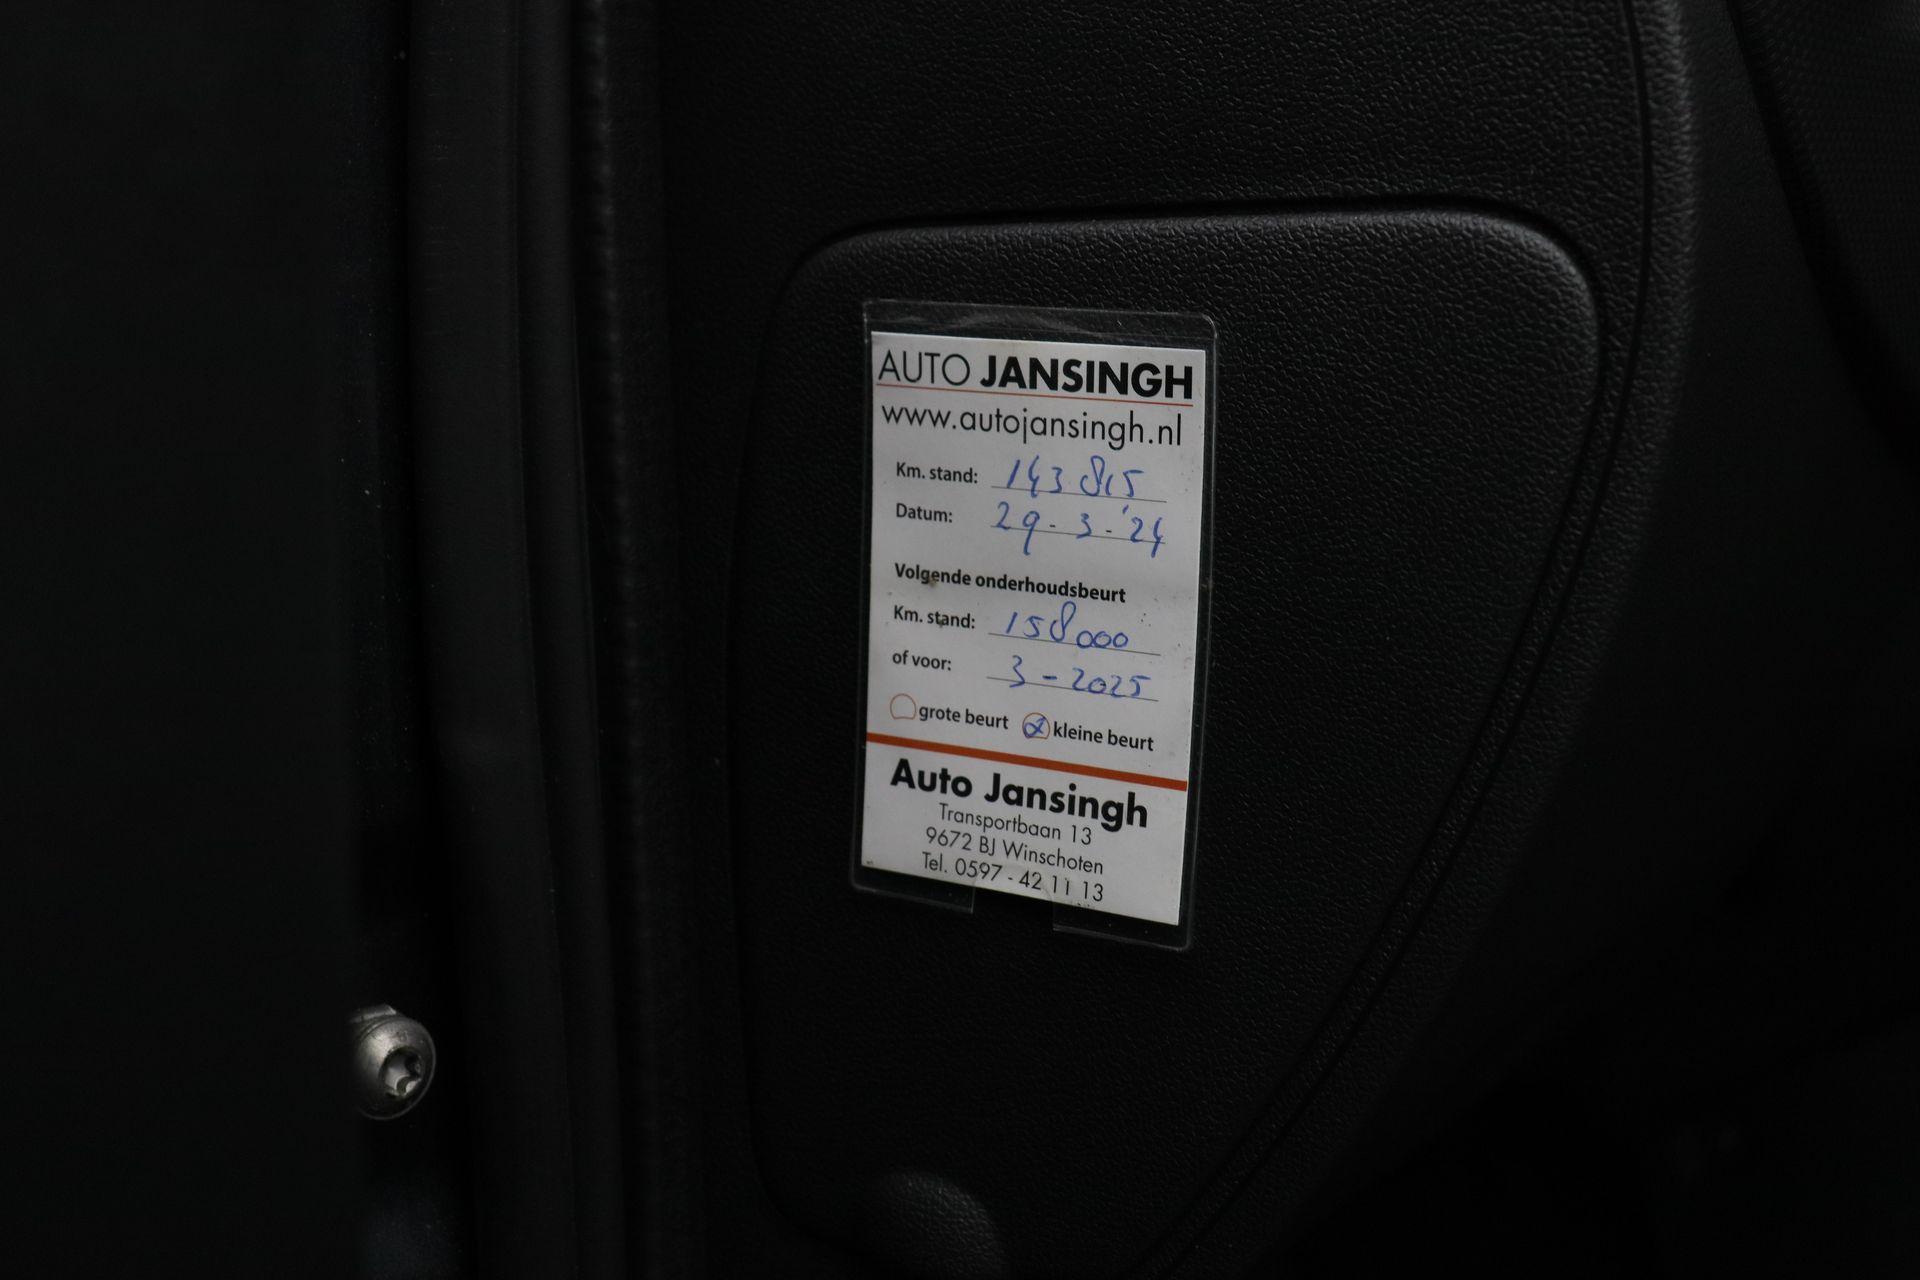 AUTO JANSINGH
www.autojansingh.nl
Km. stand: 143 815
Datum: 29-3-'24
Volgende onderhoudsbeurt
Km. stand: 158000
of voor: 3-2025
grote beurt kleine beurt
Auto Jansingh
Transportbaan 13
9672 BJ Winschoten
Tel. 0597 - 42 11 13